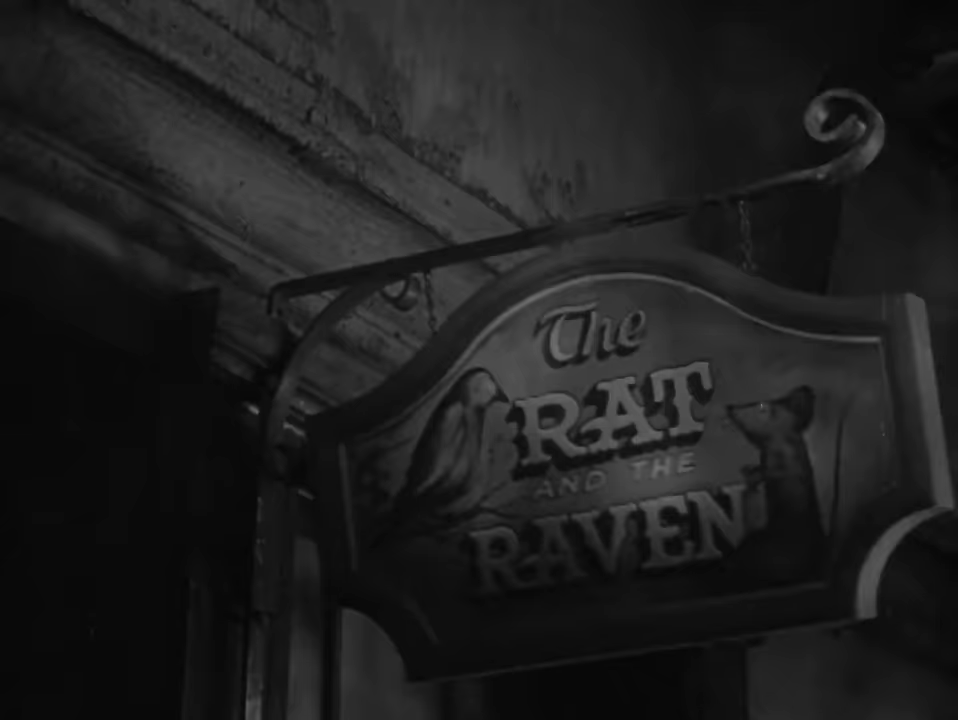 The
RAT
AND THE
RAVEN